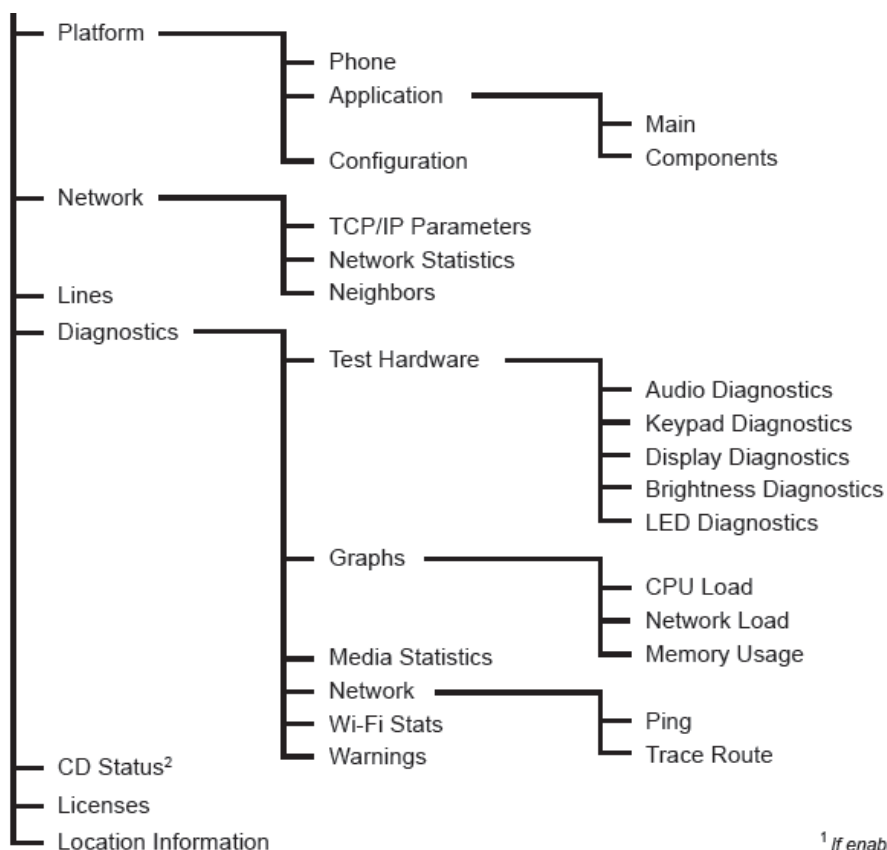 Platform
Phone
Application
Main
Components
Configuration
Network
TCP/IP Parameters
Network Statistics
Neighbors
Lines
Diagnostics
Test Hardware
Audio Diagnostics
Keypad Diagnostics
Display Diagnostics
Brightness Diagnostics
LED Diagnostics
Graphs
CPU Load
Network Load
Memory Usage
Media Statistics
Network
Ping
Trace Route
Wi-Fi Stats
Warnings
CD Status²
Licenses
Location Information
¹ If enab